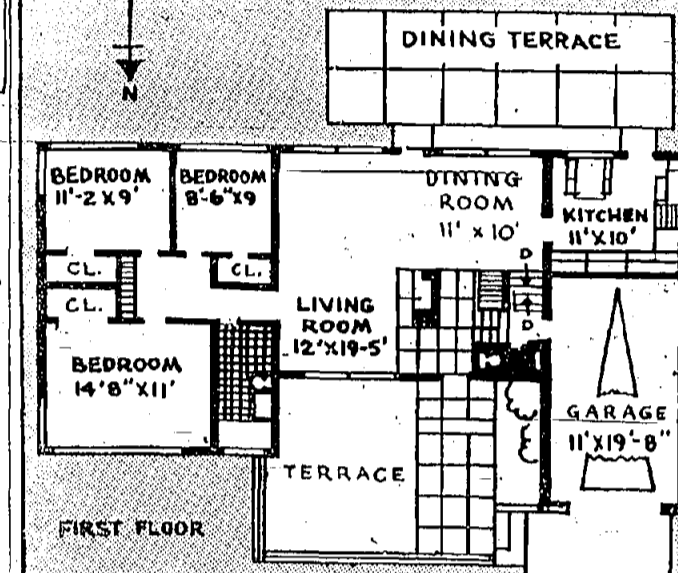 DINING TERRACE
N
BEDROOM
11'-2 X 9'
BEDROOM
8'-6" X 9
DINING
ROOM
11' x 10'
KITCHEN
11'X10'
CL.
CL.
CL.
D
D
LIVING
ROOM
12'X19-5'
BEDROOM
14'8"X11'
GARAGE
11'X19'-8"
TERRACE
FIRST FLOOR